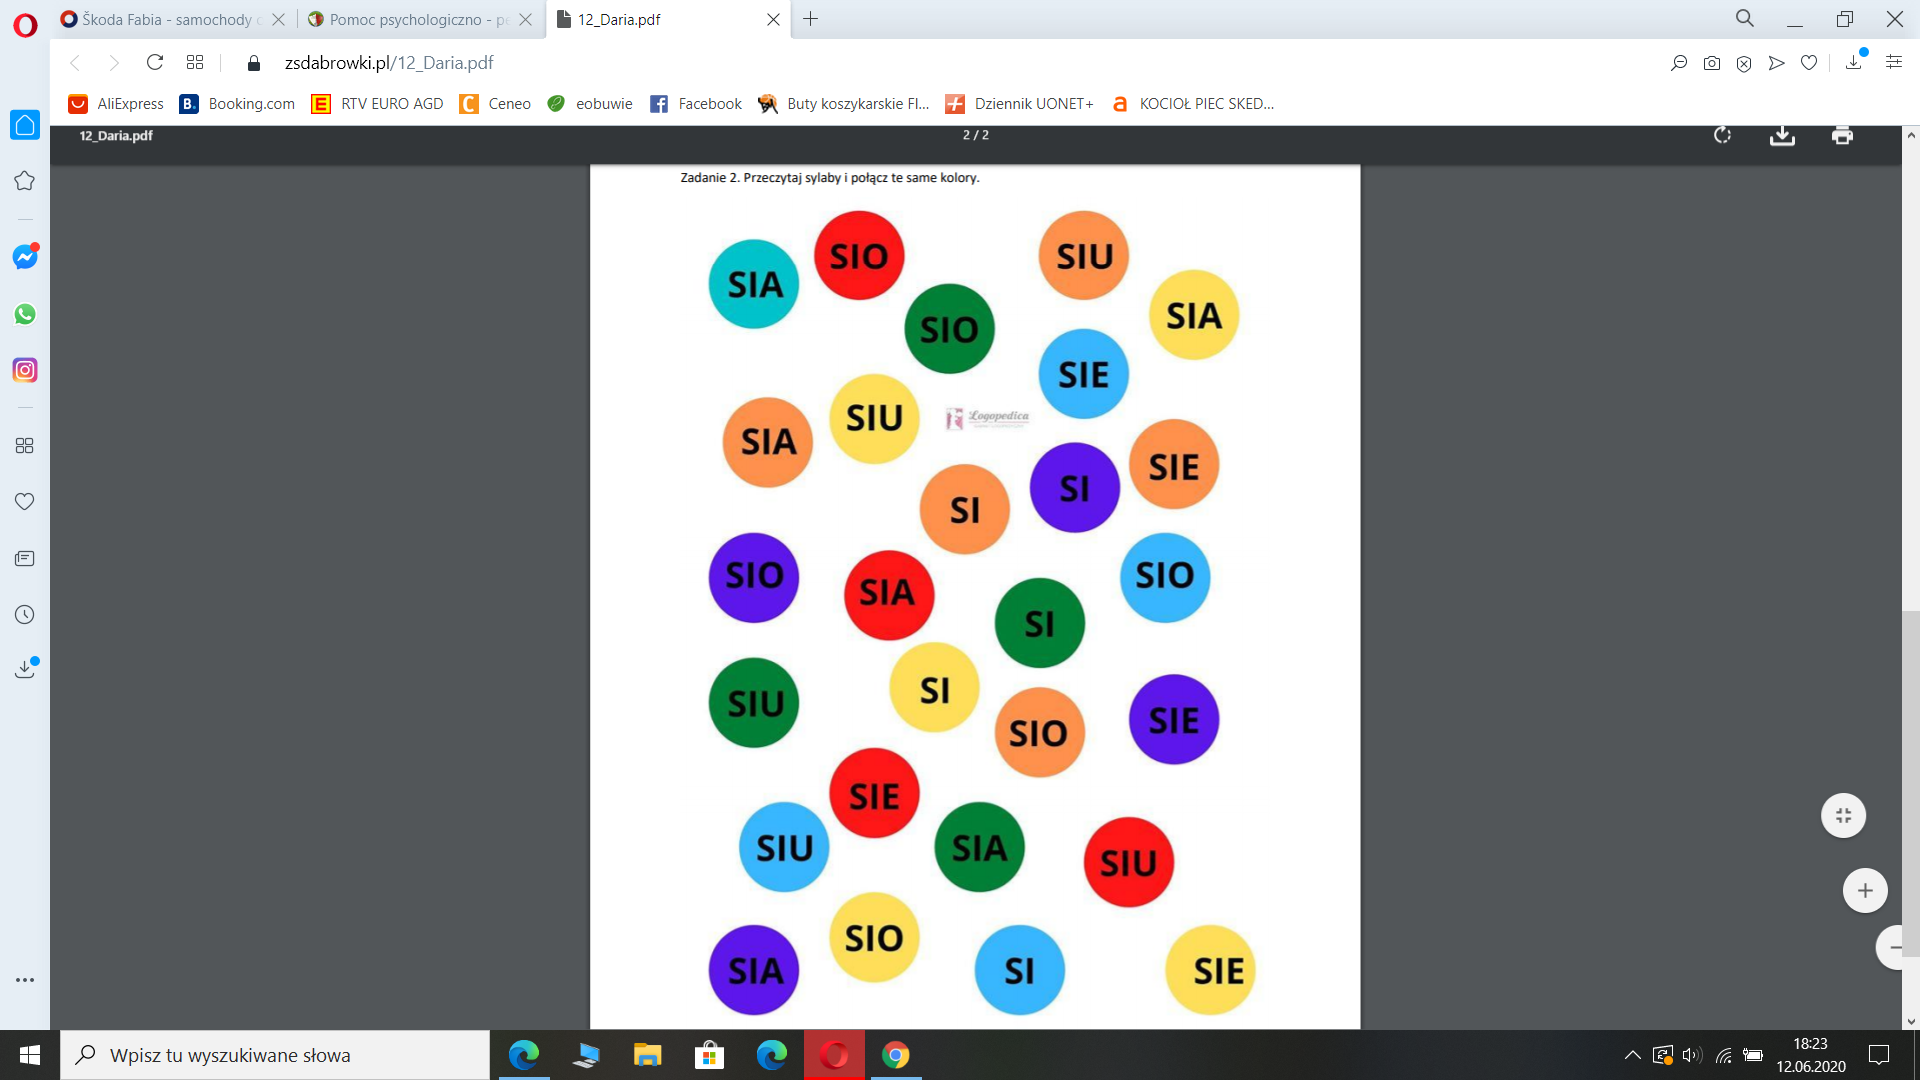 Škoda Fabia - samochody o
Pomoc psychologiczno - pe
12_Daria.pdf
zsdabrowki.pl/12_Daria.pdf
AliExpress
Booking.com
RTV EURO AGD
Ceneo
eobuwie
Facebook
Buty koszykarskie Fl...
Dziennik UONET+
KOCIOŁ PIEC SKED...
12_Daria.pdf
2 / 2
Zadanie 2. Przeczytaj sylaby i połącz te same kolory.
SIA
SIO
SIU
SIO
SIA
SIE
SIA
SIU
Logopedica
SI
SI
SIE
SIO
SIA
SI
SIO
SIU
SI
SIO
SIE
SIE
SIU
SIA
SIU
SIA
SIO
SI
SIE
Wpisz tu wyszukiwane słowa
18:23
12.06.2020